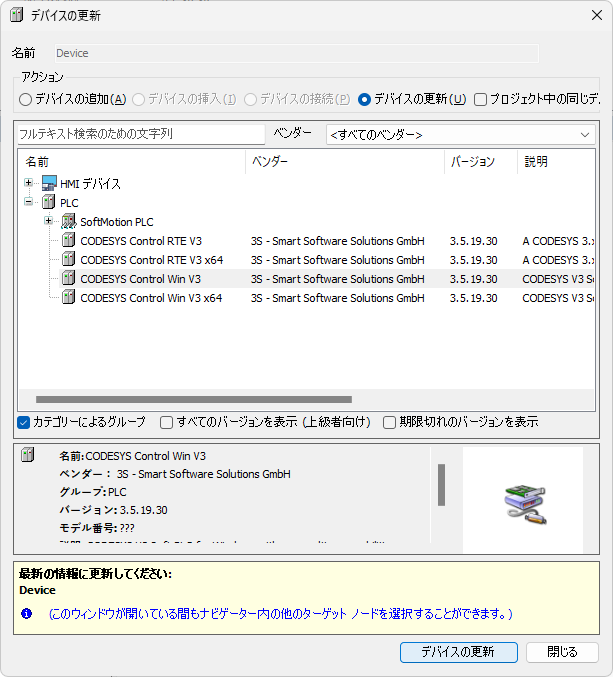 デバイスの更新
名前 Device
アクション
デバイスの追加(A) デバイスの挿入(I) デバイスの接続(P) デバイスの更新(U) プロジェクト中の同じデ
フルテキスト検索のための文字列 ベンダー <すべてのベンダー>
名前 ベンダー バージョン 説明
HMI デバイス
PLC
SoftMotion PLC
CODESYS Control RTE V3 3S - Smart Software Solutions GmbH 3.5.19.30 A CODESYS 3.
CODESYS Control RTE V3 x64 3S - Smart Software Solutions GmbH 3.5.19.30 A CODESYS 3.
CODESYS Control Win V3 3S - Smart Software Solutions GmbH 3.5.19.30 CODESYS V3 S
CODESYS Control Win V3 x64 3S - Smart Software Solutions GmbH 3.5.19.30 CODESYS V3 S
カテゴリーによるグループ すべてのバージョンを表示 (上級者向け) 期限切れのバージョンを表示
名前:CODESYS Control Win V3
ベンダー： 3S - Smart Software Solutions GmbH
グループ:PLC
バージョン: 3.5.19.30
モデル番号: ???
最新の情報に更新してください:
Device
(このウィンドウが開いている間もナビゲーター内の他のターゲット ノードを選択することができます。)
デバイスの更新 閉じる